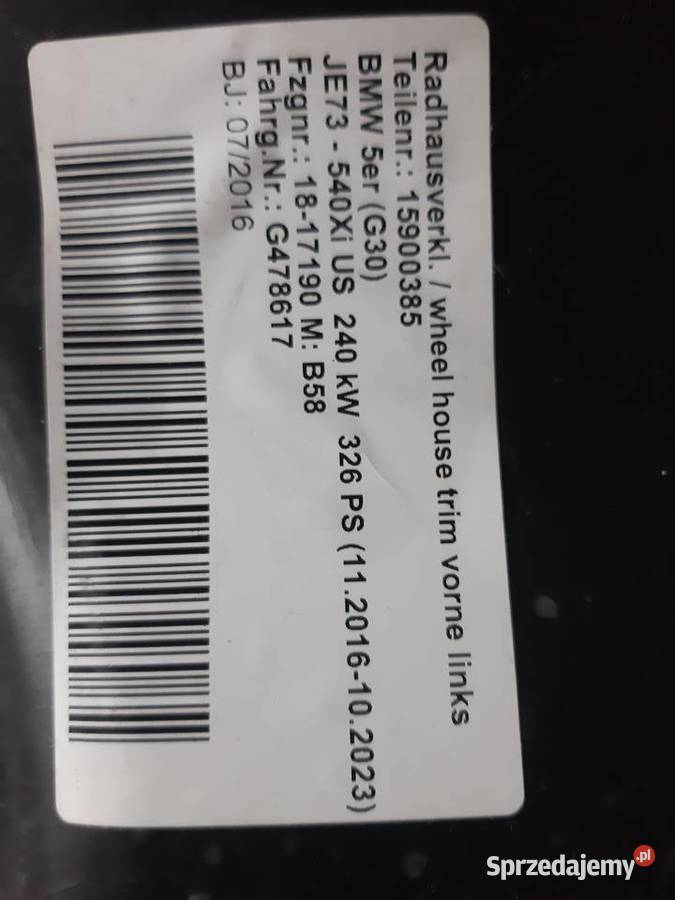 Radhausverkl. / wheel house trim vorne links
Teilenr.: 15900385
BMW 5er (G30)
JE73 - 540Xi US 240 kW 326 PS (11.2016-10.2023)
Fzgnr.: 18-17190 M: B58
Fahrg.Nr.: G478617
BJ: 07/2016
Sprzedajemy.pl